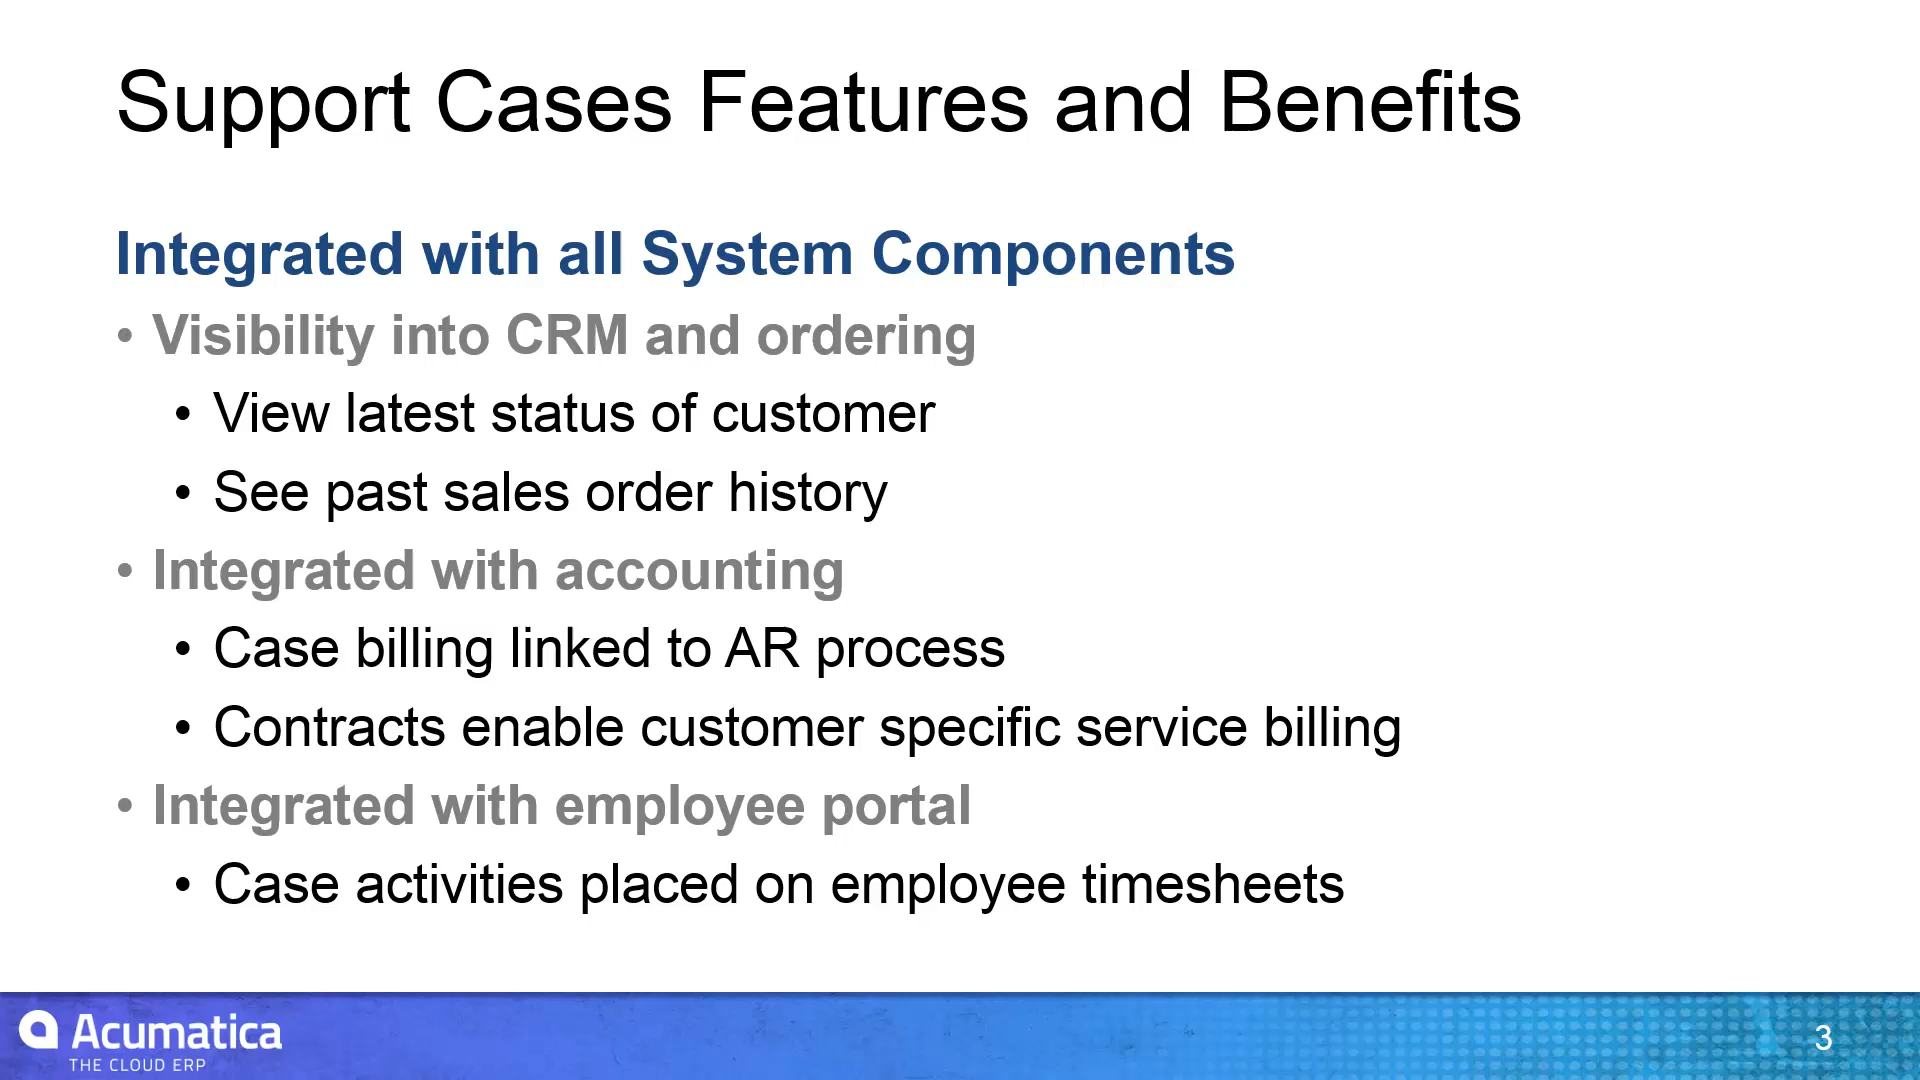 Support Cases Features and Benefits
Integrated with all System Components
• Visibility into CRM and ordering
• View latest status of customer
• See past sales order history
• Integrated with accounting
• Case billing linked to AR process
• Contracts enable customer specific service billing
• Integrated with employee portal
• Case activities placed on employee timesheets
Acumatica
THE CLOUD ERP
3